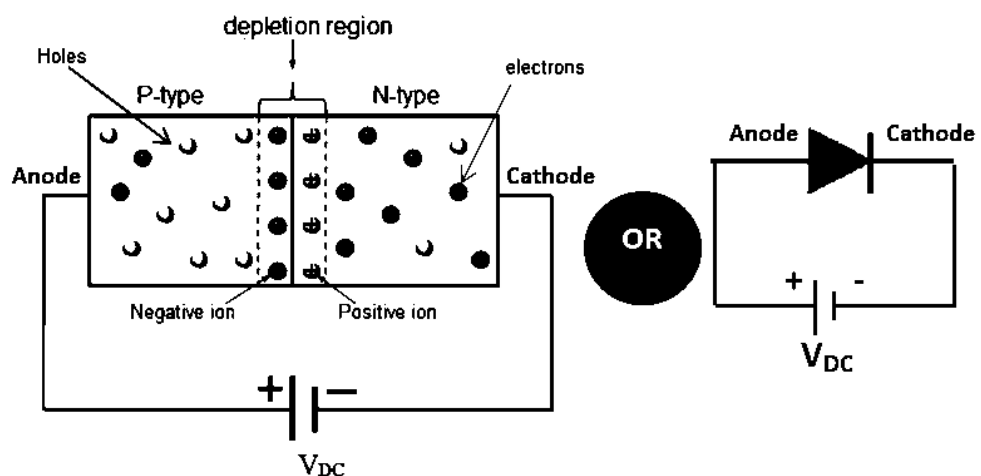 depletion region
Holes
electrons
P-type
N-type
Anode
Cathode
Negative ion
Positive ion
+
−
VDC
OR
Anode
Cathode
+
-
VDC